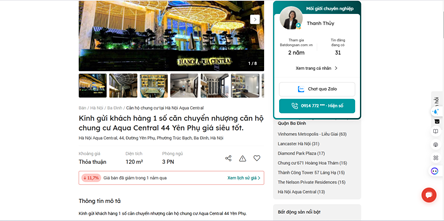 1 / 8
Bán / Hà Nội / Ba Đình / Căn hộ chung cư tại Hà Nội Aqua Central
Kính gửi khách hàng 1 số căn chuyển nhượng căn hộ
chung cư Aqua Central 44 Yên Phụ giá siêu tốt.
Hà Nội Aqua Central, 44, Đường Yên Phụ, Phường Trúc Bạch, Ba Đình, Hà Nội
Khoảng giá
Thỏa thuận
Diện tích
120 m²
Phòng ngủ
3 PN
11,7%
Giá bán đã giảm trong 1 năm qua
Xem lịch sử giá
Thông tin mô tả
Kính gửi khách hàng 1 số căn chuyển nhượng căn hộ chung cư Aqua Central 44 Yên Phụ
Môi giới chuyên nghiệp
Thanh Thủy
Tham gia
Batdongsan.com.vn
2 năm
Tin đăng
đang có
31
Xem trang cá nhân
Chat qua Zalo
0914 772 *** · Hiện số
Quận Ba Đình
Vinhomes Metropolis - Liễu Giai (63)
Lancaster Hà Nội (31)
Diamond Park Plaza (17)
Chung cư 671 Hoàng Hoa Thám (15)
Thành Công Tower 57 Láng Hạ (15)
The Nelson Private Residences (15)
Hà Nội Aqua Central (13)
Bất động sản nổi bật